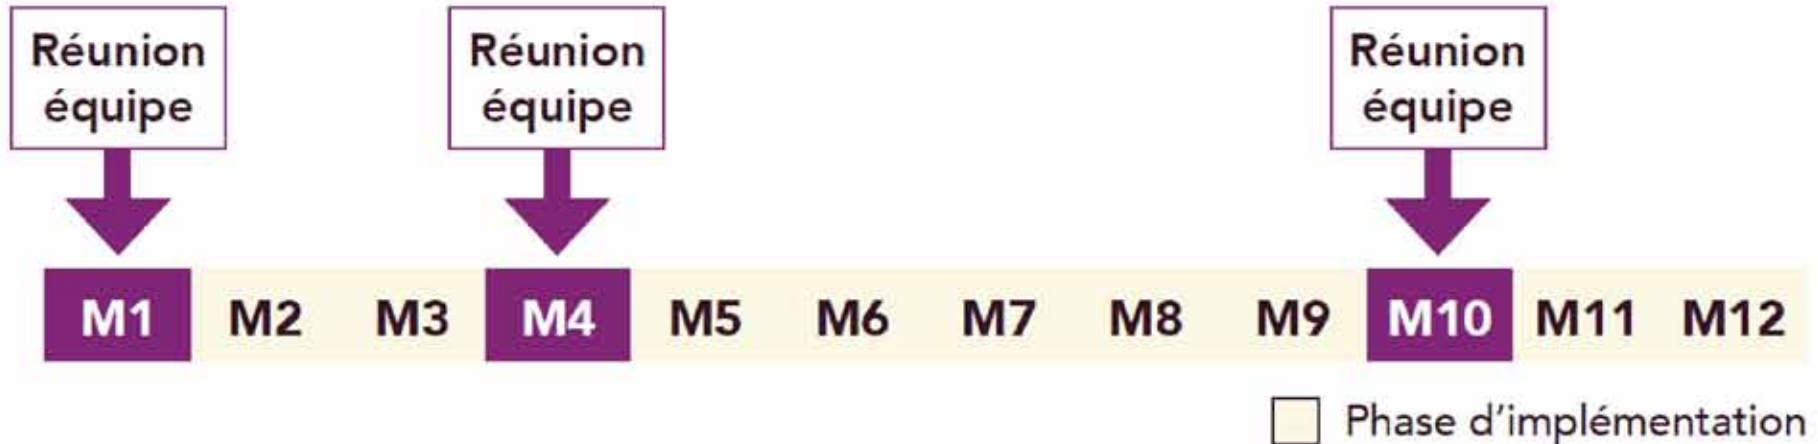 Réunion
équipe
Réunion
équipe
Réunion
équipe
M1 M2 M3 M4 M5 M6 M7 M8 M9 M10 M11 M12
Phase d'implémentation